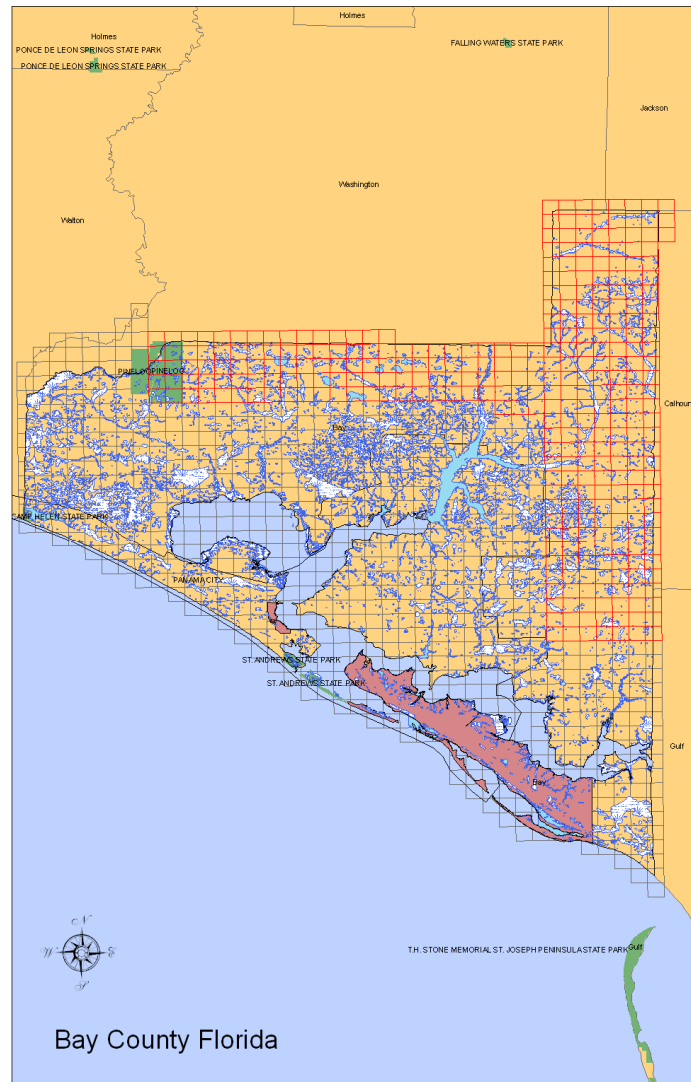 Holmes
Holmes
PONCE DE LEON SPRINGS STATE PARK
FALLING WATERS STATE PARK
PONCE DE LEON SPRINGS STATE PARK
Jackson
Washington
Walton
PINELOG PINELOG
Calhoun
Bay
CAMP HELEN STATE PARK
PANAMA CITY
ST. ANDREWS STATE PARK
ST. ANDREWS STATE PARK
Gulf
Bay
N
W E
S
T.H. STONE MEMORIAL ST. JOSEPH PENINSULA STATE PARK
Gulf
Bay County Florida